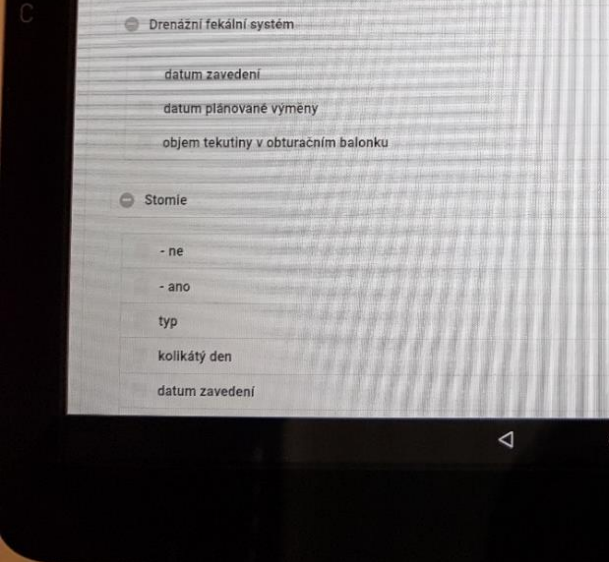 C
Drenážní fekální systém
datum zavedení
datum plánované výměny
objem tekutiny v obturačním balonku
Stomie
- ne
- ano
typ
kolikátý den
datum zavedení